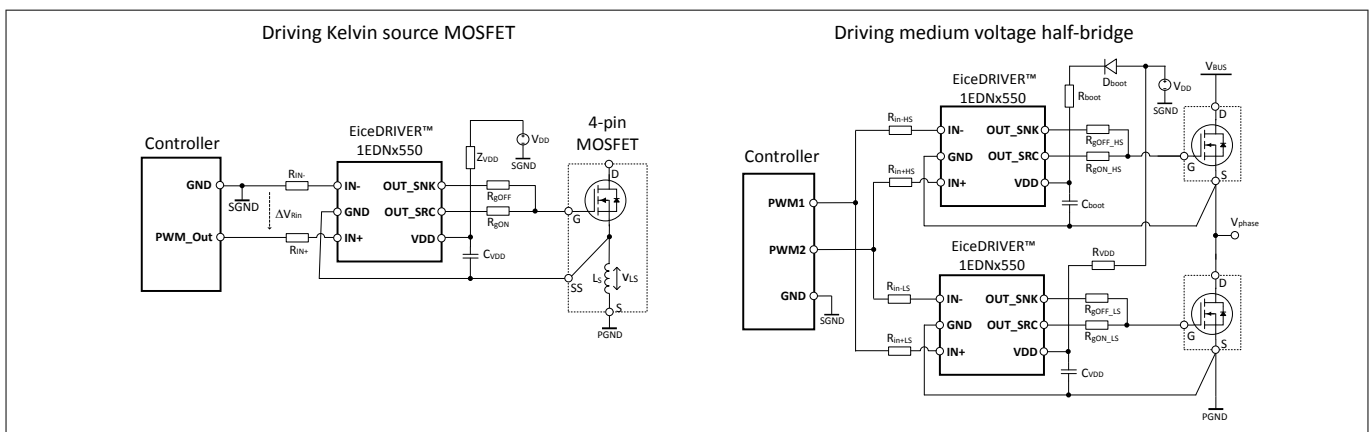 Driving Kelvin source MOSFET
Controller
GND
PWM_Out
SGND
ΔVRin
RIN-
RIN+
EiceDRIVER™
1EDNx550
IN-
GND
IN+
OUT_SNK
OUT_SRC
VDD
ZVDD
VDD
SGND
RgOFF
RgON
CVDD
4-pin
MOSFET
D
G
SS
LS
VLS
S
PGND
Driving medium voltage half-bridge
Controller
PWM1
PWM2
GND
SGND
Rin-HS
Rin+HS
EiceDRIVER™
1EDNx550
IN-
GND
IN+
OUT_SNK
OUT_SRC
VDD
Rboot
Dboot
VDD
SGND
RgOFF_HS
RgON_HS
Cboot
VBUS
D
G
S
Vphase
Rin-LS
Rin+LS
EiceDRIVER™
1EDNx550
IN-
GND
IN+
OUT_SNK
OUT_SRC
VDD
RVDD
RgOFF_LS
RgON_LS
CVDD
D
G
S
PGND